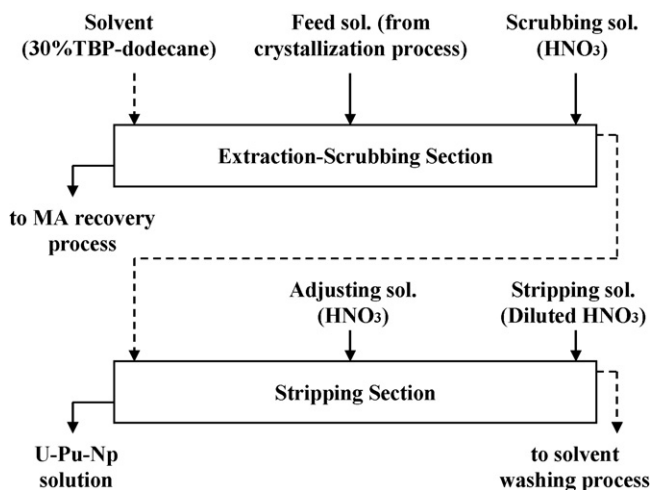 Solvent
(30%TBP-dodecane)
Feed sol. (from
crystallization process)
Scrubbing sol.
(HNO₃)
Extraction-Scrubbing Section
to MA recovery
process
Adjusting sol.
(HNO₃)
Stripping sol.
(Diluted HNO₃)
Stripping Section
U-Pu-Np
solution
to solvent
washing process